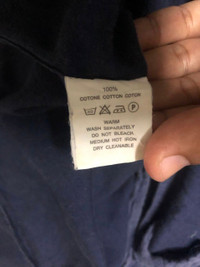 100%
COTONE COTTON COTON
P
WARM
WASH SEPARATELY
DO NOT BLEACH.
MEDIUM HOT IRON.
DRY CLEANABLE